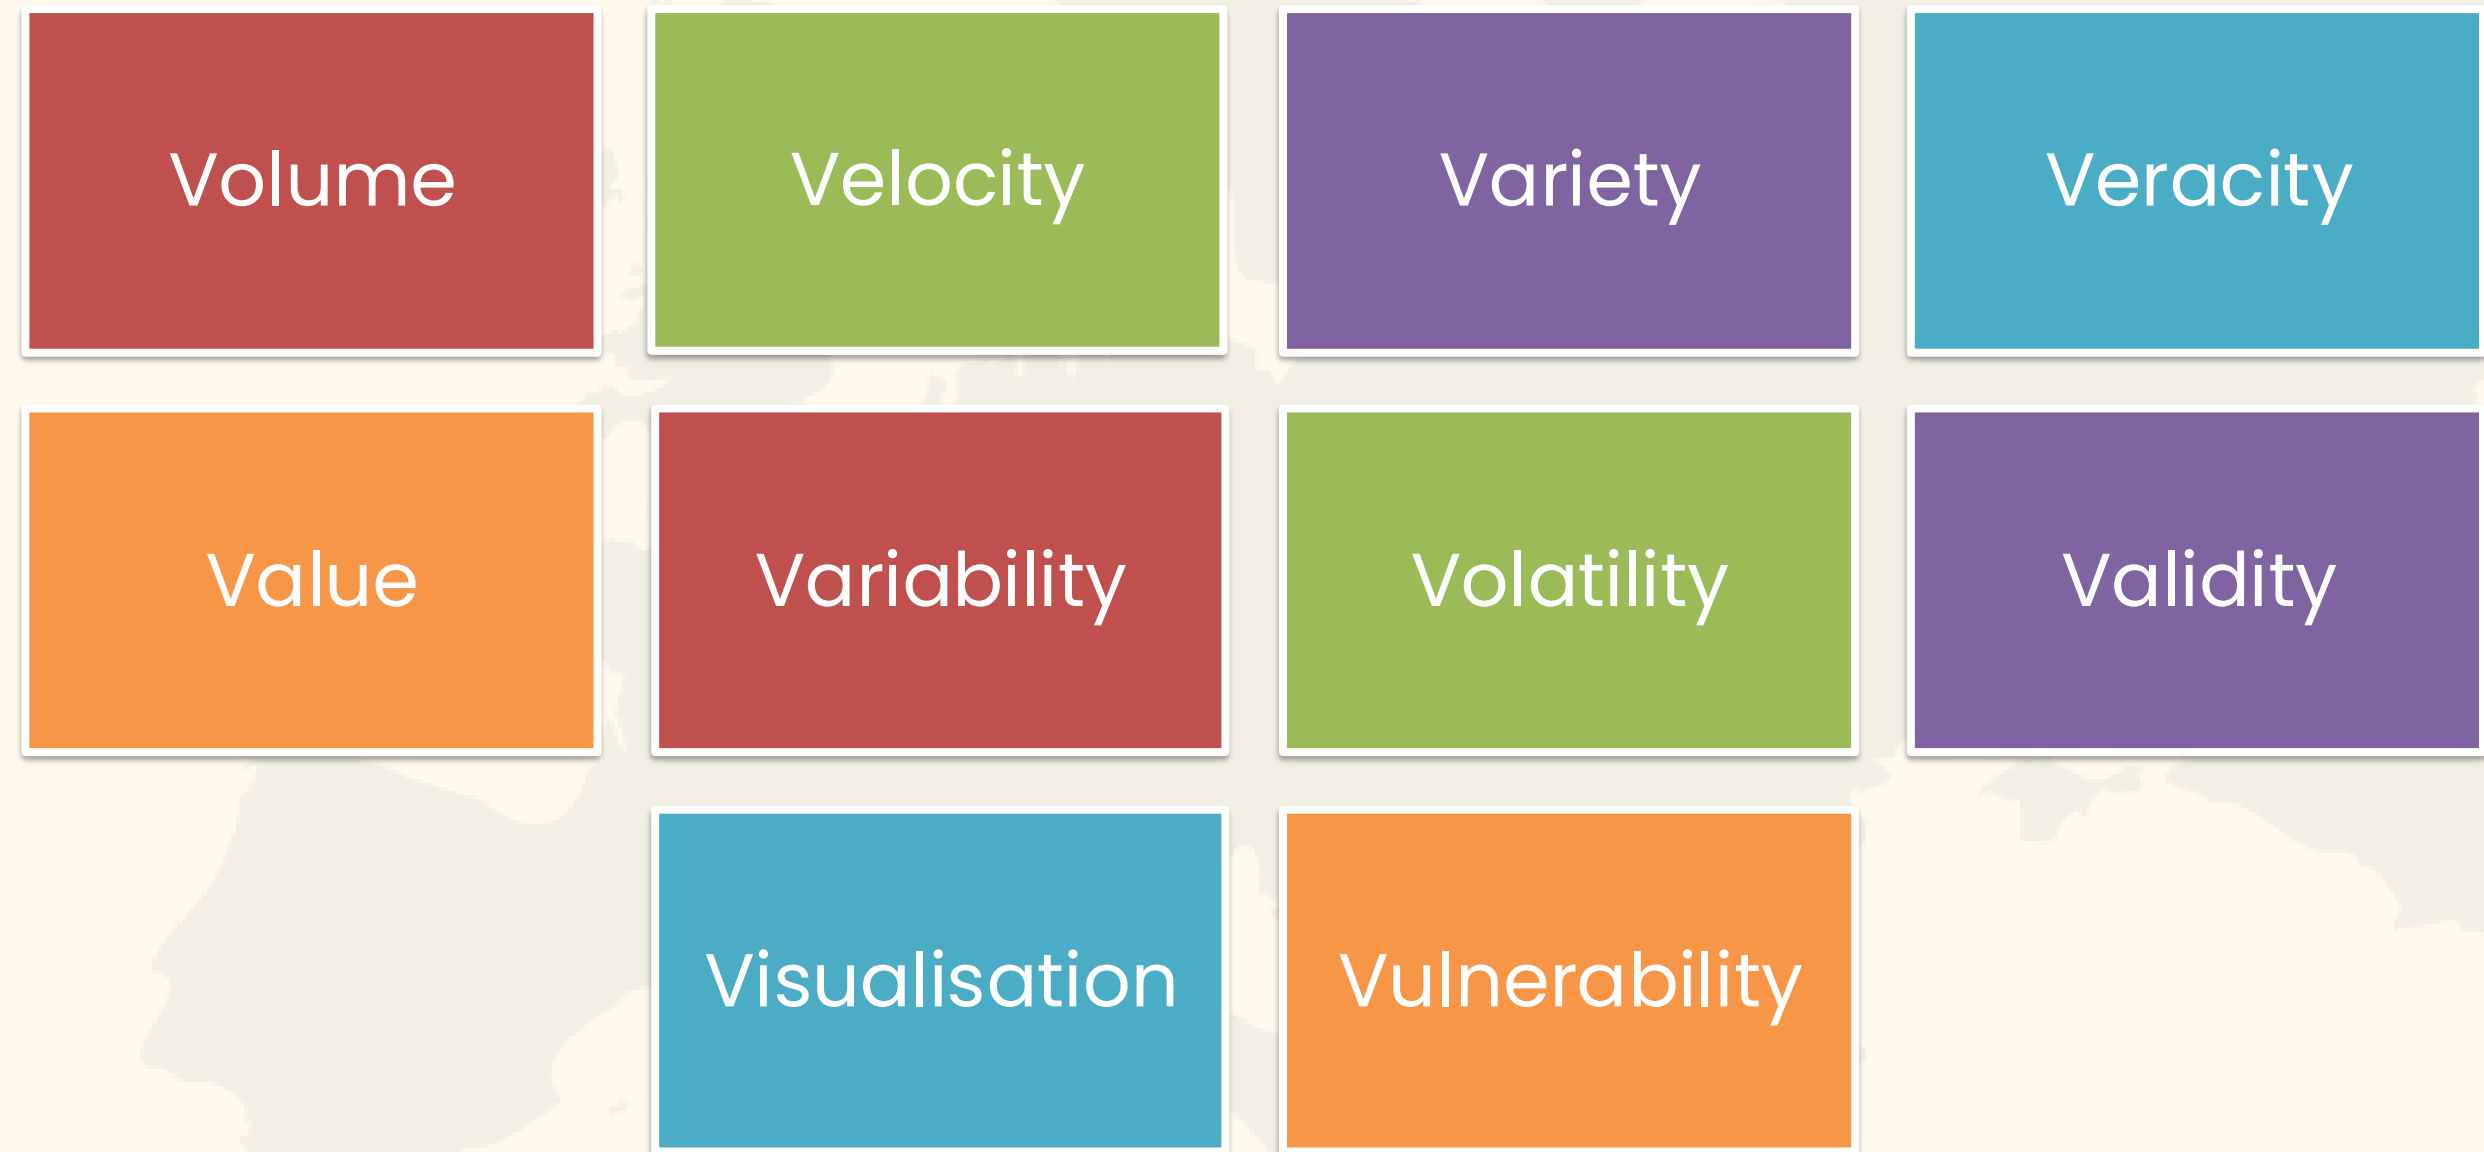 Volume
Velocity
Variety
Veracity
Value
Variability
Volatility
Validity
Visualisation
Vulnerability